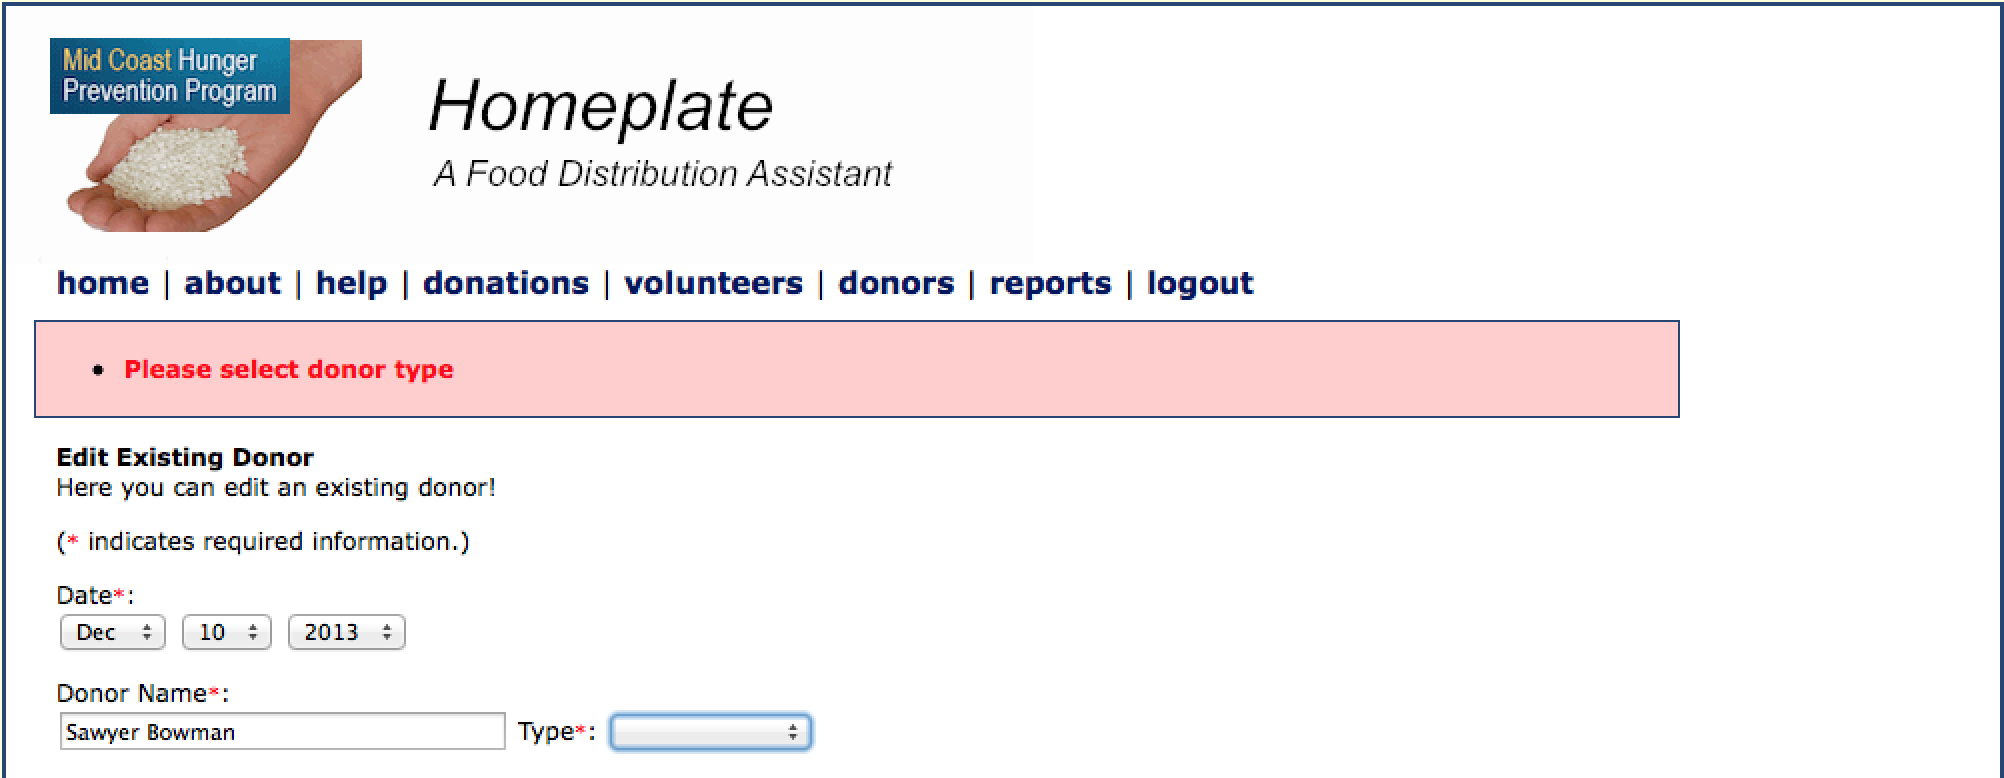 Mid Coast Hunger
Prevention Program
Homeplate
A Food Distribution Assistant
home | about | help | donations | volunteers | donors | reports | logout
• Please select donor type
Edit Existing Donor
Here you can edit an existing donor!
(* indicates required information.)
Date*:
Dec 10 2013
Donor Name*:
Sawyer Bowman Type*: